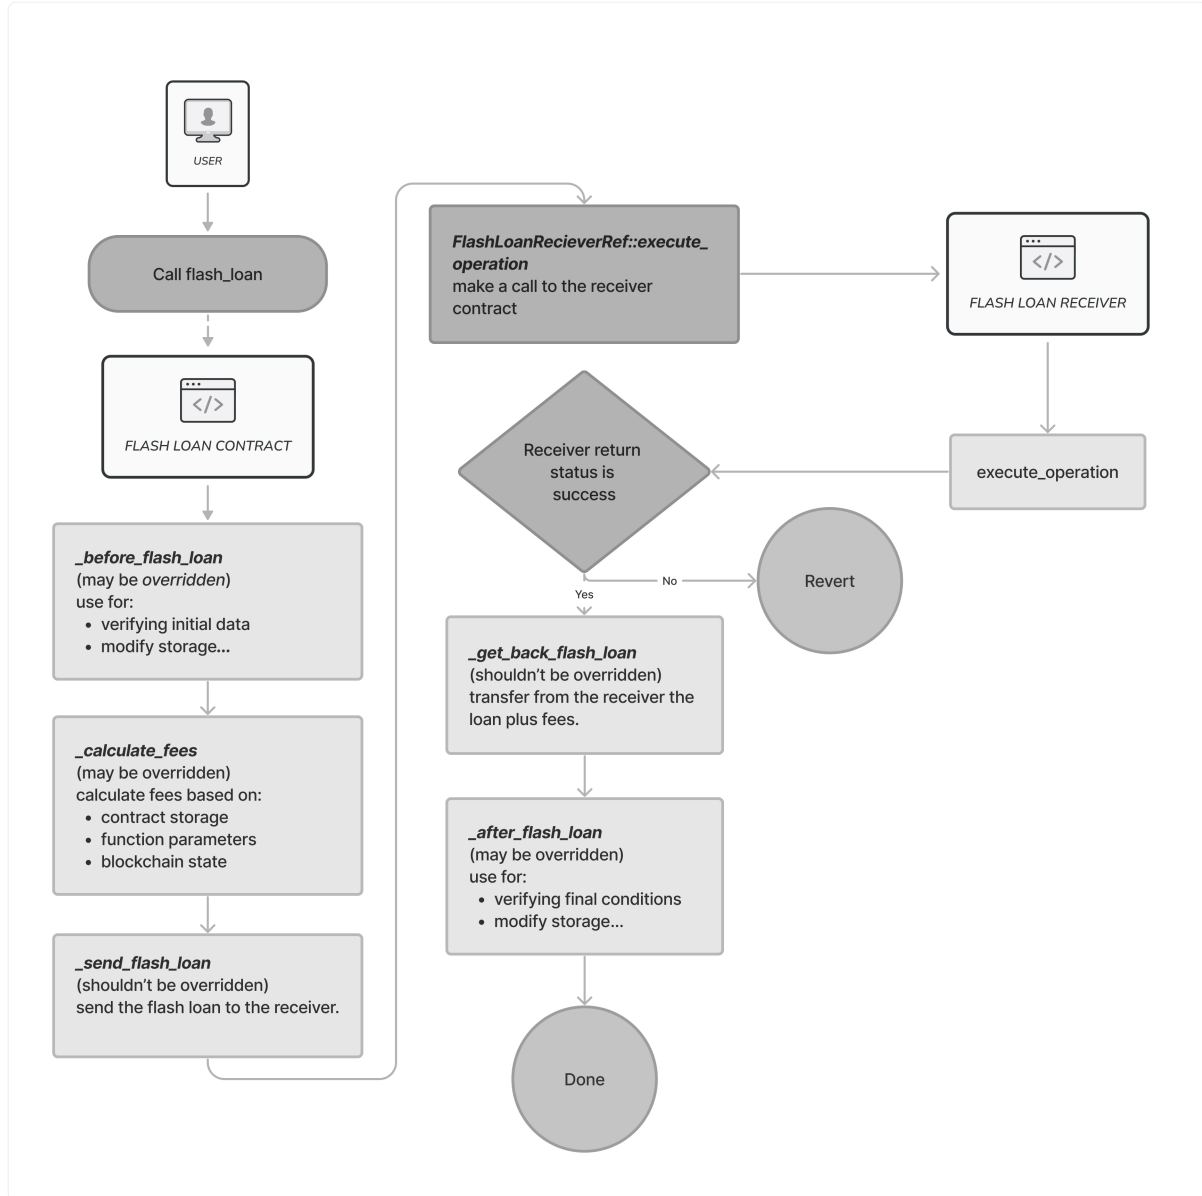 USER
Call flash_loan
</>
FLASH LOAN CONTRACT
_before_flash_loan
(may be overridden)
use for:
• verifying initial data
• modify storage...
_calculate_fees
(may be overridden)
calculate fees based on:
• contract storage
• function parameters
• blockchain state
_send_flash_loan
(shouldn’t be overridden)
send the flash loan to the receiver.
FlashLoanRecieverRef::execute_
operation
make a call to the receiver
contract
</>
FLASH LOAN RECEIVER
execute_operation
Receiver return
status is
success
No
Revert
Yes
_get_back_flash_loan
(shouldn’t be overridden)
transfer from the receiver the
loan plus fees.
_after_flash_loan
(may be overridden)
use for:
• verifying final conditions
• modify storage...
Done